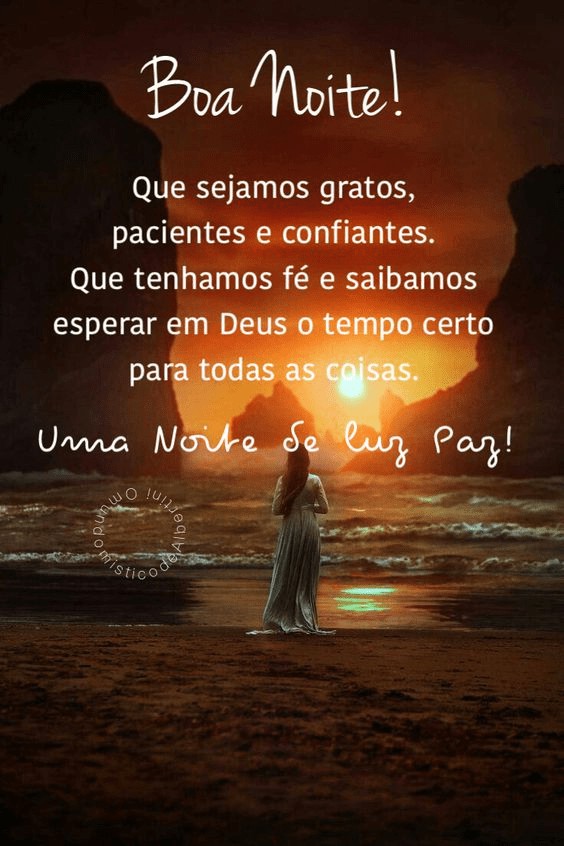 Boa Noite!
Que sejamos gratos,
pacientes e confiantes.
Que tenhamos fé e saibamos
esperar em Deus o tempo certo
para todas as coisas.
Uma Noite de luz Paz!
OmundomisticodeAlbertini!